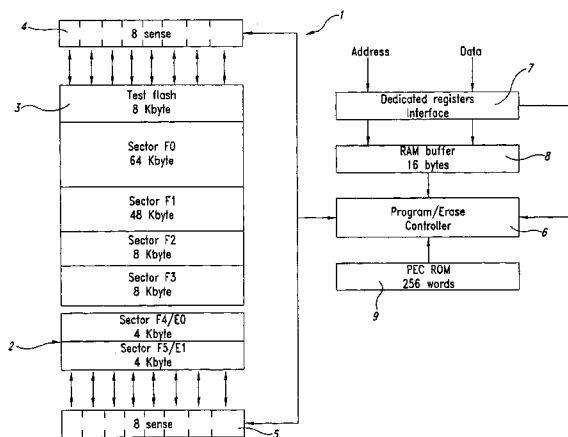 4
8 sense
1
Address
Data
Test flash
8 Kbyte
3
7
Dedicated registers
Interface
Sector F0
64 Kbyte
RAM buffer
16 bytes
8
Sector F1
48 Kbyte
Program/Erase
Controller
6
Sector F2
8 Kbyte
PEC ROM
256 words
Sector F3
8 Kbyte
9
Sector F4/E0
4 Kbyte
2
Sector F5/E1
4 Kbyte
8 sense
5